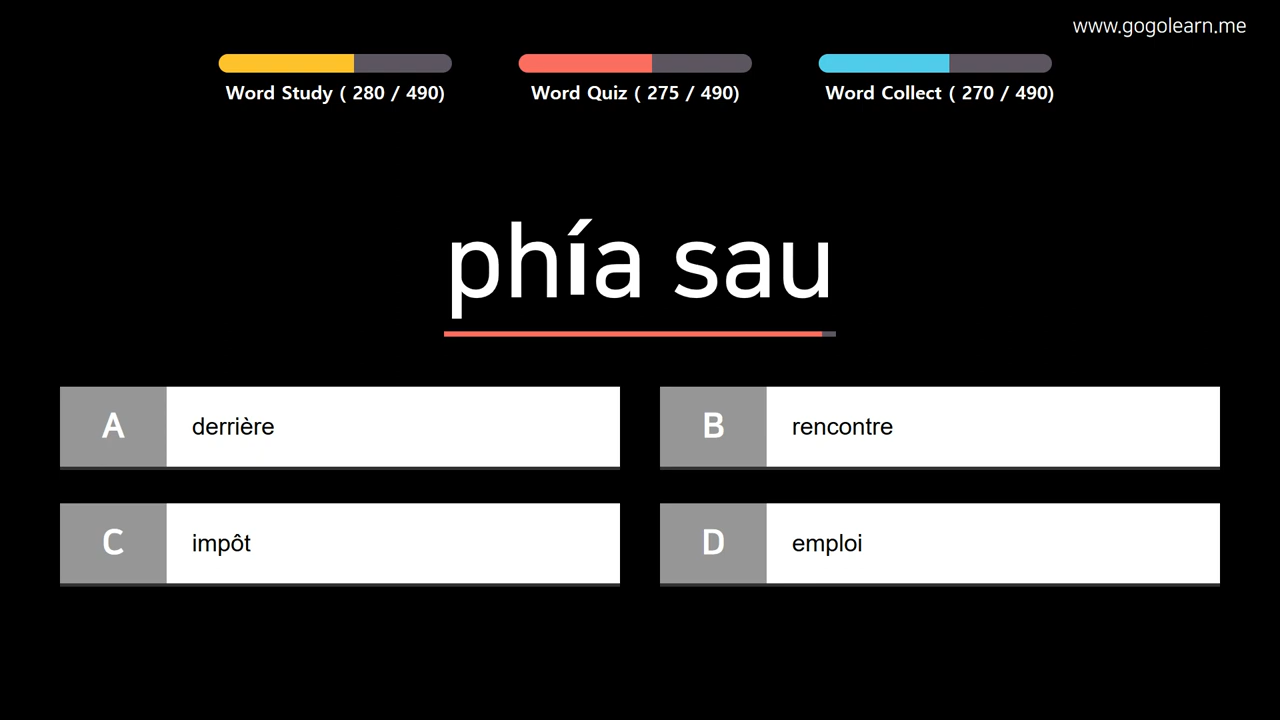 www.gogolearn.me
Word Study ( 280 / 490)
Word Quiz ( 275 / 490)
Word Collect ( 270 / 490)
phía sau
A
derrière
B
rencontre
C
impôt
D
emploi